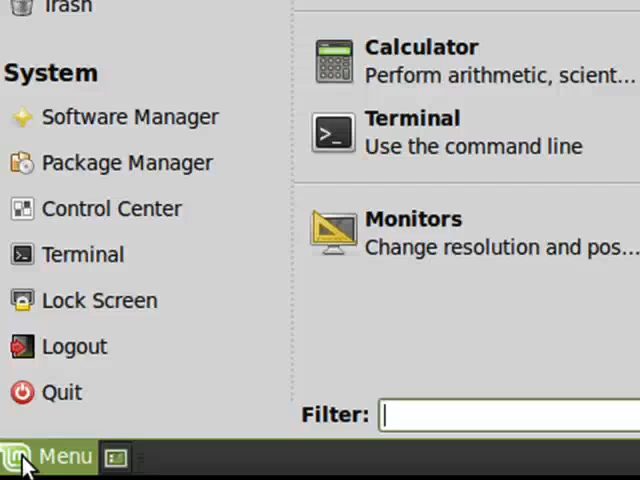 Trash
System
Software Manager
Package Manager
Control Center
Terminal
Lock Screen
Logout
Quit
Calculator
Perform arithmetic, scient...
Terminal
Use the command line
Monitors
Change resolution and pos...
Filter:
Menu